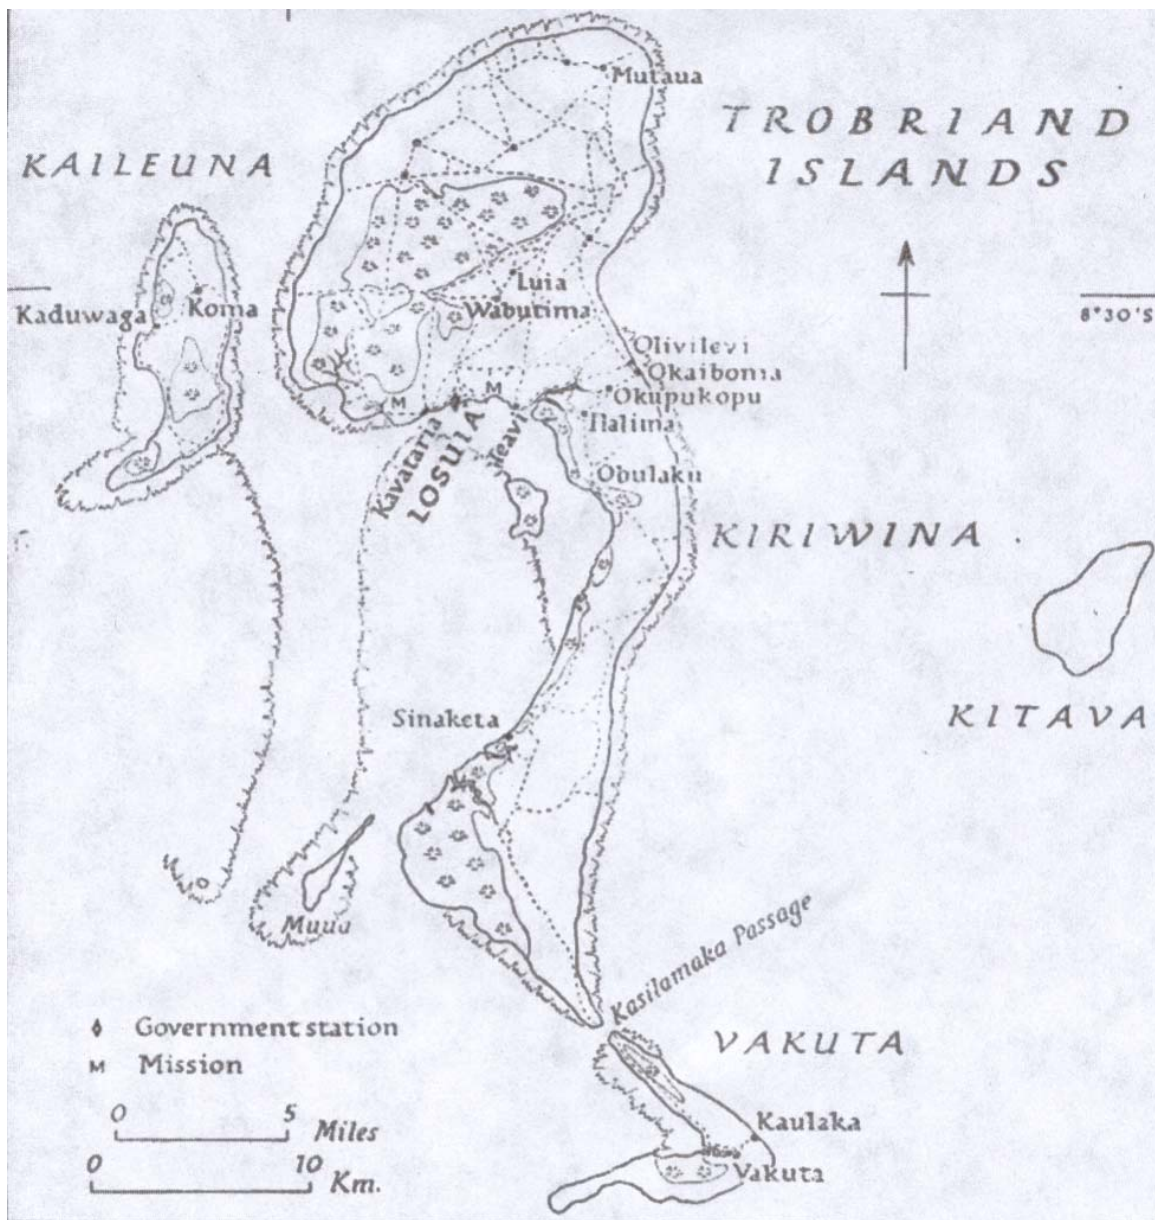 Mutaua
TROBRIAND
ISLANDS
KAILEUNA
Luia
Wabutima
Kaduwaga
Koma
8°30'S
Olivilevi
Okaiboma
Okupukopu
M
M
Ilalima
Kavataria
LOSUIA
Teavi
Obulaku
KIRIWINA
KITAVA
Sinaketa
Muua
Kasilamaka Passage
VAKUTA
Kaulaka
Vakuta
Government station
M Mission
0 5 Miles
0 10 Km.